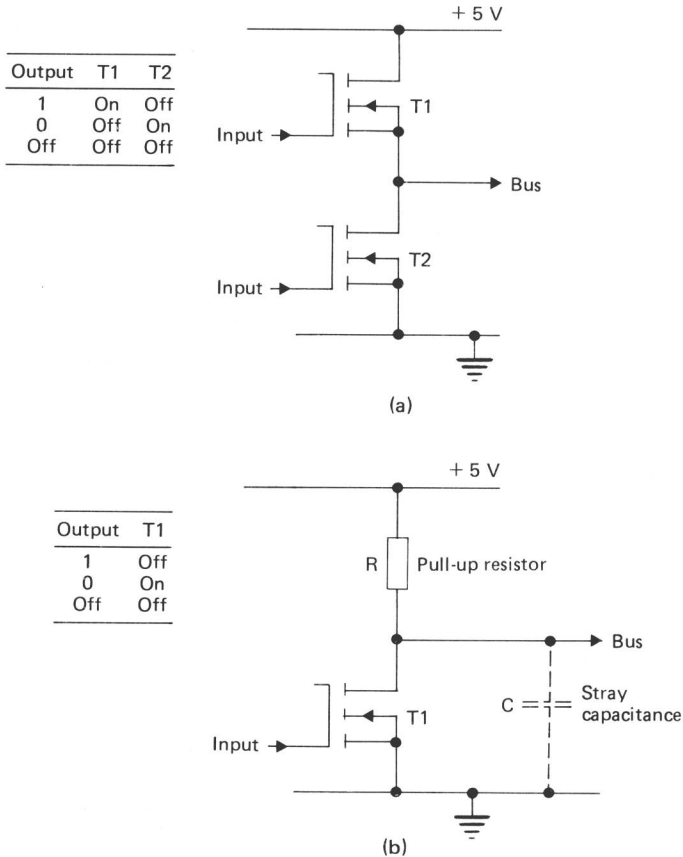 + 5 V
Output T1 T2
1 On Off
0 Off On
Off Off Off
T1
Input
Bus
T2
Input
(a)
+ 5 V
Output T1
1 Off
0 On
Off Off
R Pull-up resistor
Bus
C Stray
capacitance
T1
Input
(b)